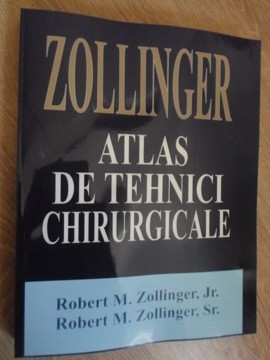 ZOLLINGER
ATLAS
DE TEHNICI
CHIRURGICALE
Robert M. Zollinger, Jr.
Robert M. Zollinger, Sr.